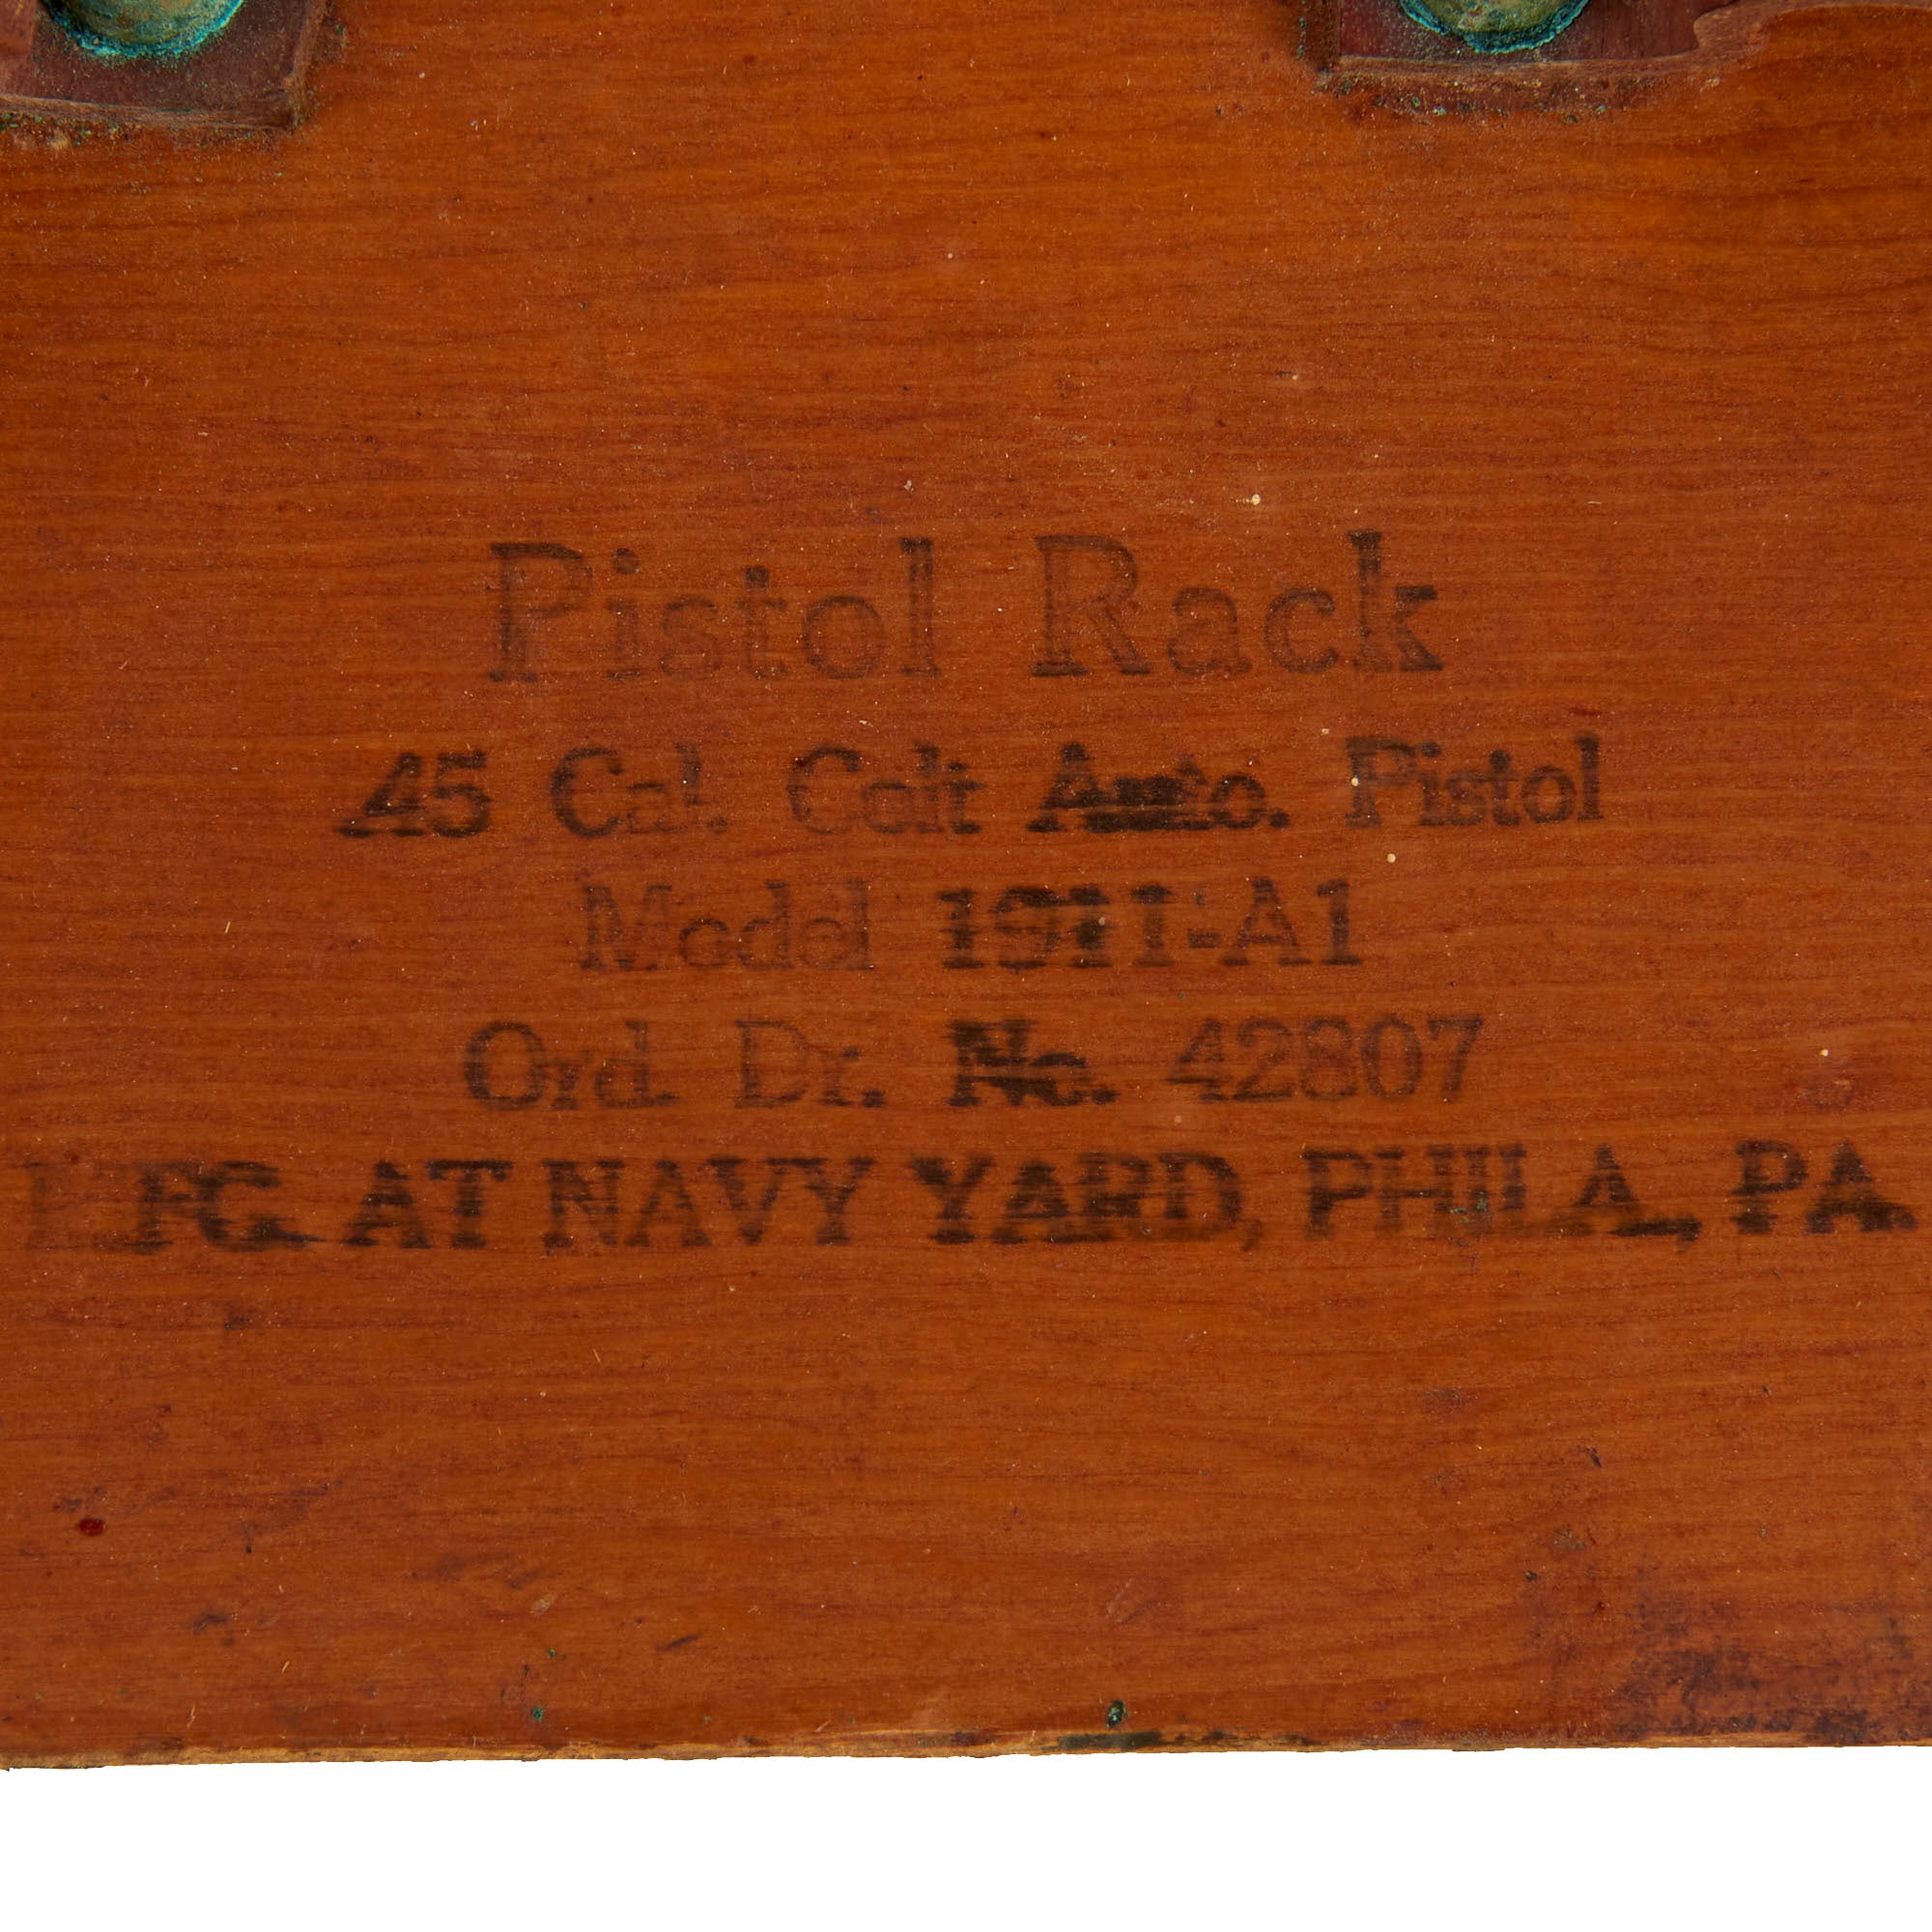 Pistol Rack
.45 Cal. Colt Auto. Pistol
Model 1911-A1
Ord. Dr. No. 42807
MFG. AT NAVY YARD, PHILA., PA.